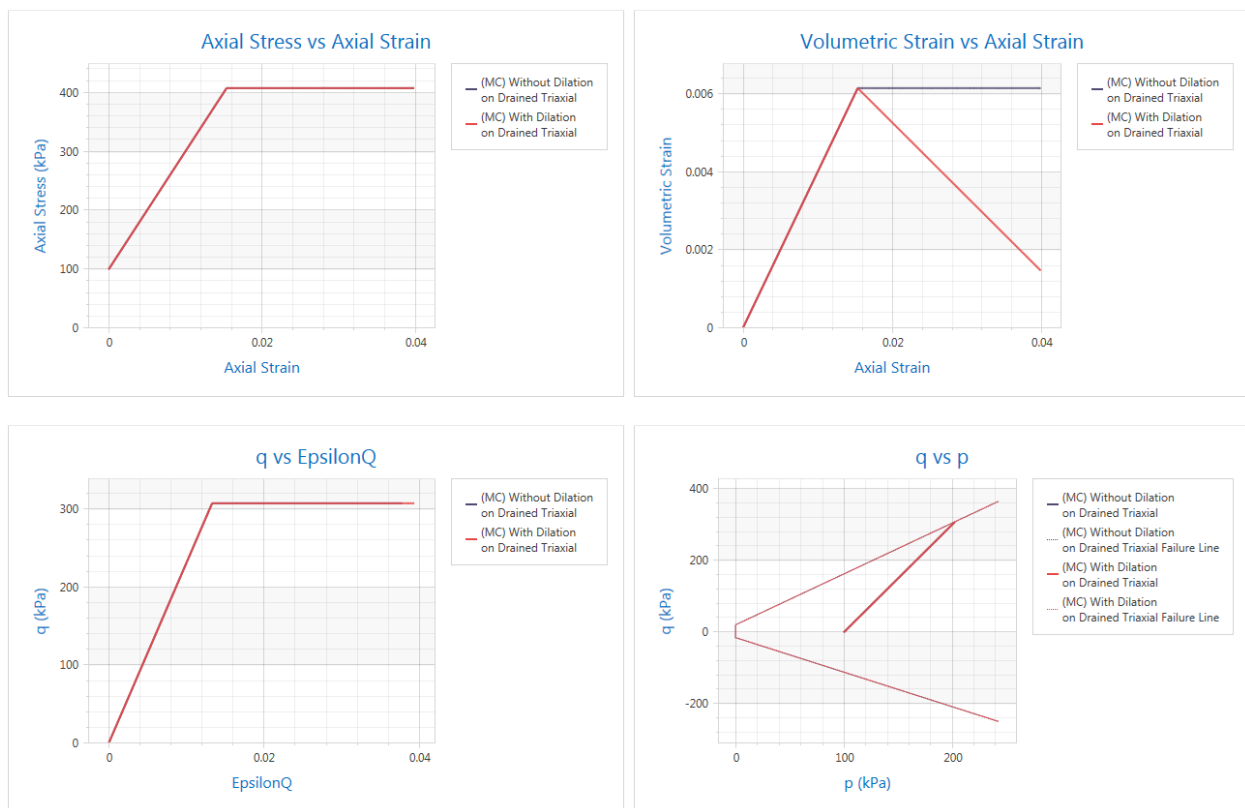 Axial Stress vs Axial Strain
Axial Stress (kPa)
400
300
200
100
0
0
0.02
0.04
Axial Strain
(MC) Without Dilation
on Drained Triaxial
(MC) With Dilation
on Drained Triaxial
Volumetric Strain vs Axial Strain
Volumetric Strain
0.006
0.004
0.002
0
0
0.02
0.04
Axial Strain
(MC) Without Dilation
on Drained Triaxial
(MC) With Dilation
on Drained Triaxial
q vs EpsilonQ
q (kPa)
300
200
100
0
0
0.02
0.04
EpsilonQ
(MC) Without Dilation
on Drained Triaxial
(MC) With Dilation
on Drained Triaxial
q vs p
q (kPa)
400
200
0
-200
0
100
200
p (kPa)
(MC) Without Dilation
on Drained Triaxial
(MC) Without Dilation
on Drained Triaxial Failure Line
(MC) With Dilation
on Drained Triaxial
(MC) With Dilation
on Drained Triaxial Failure Line